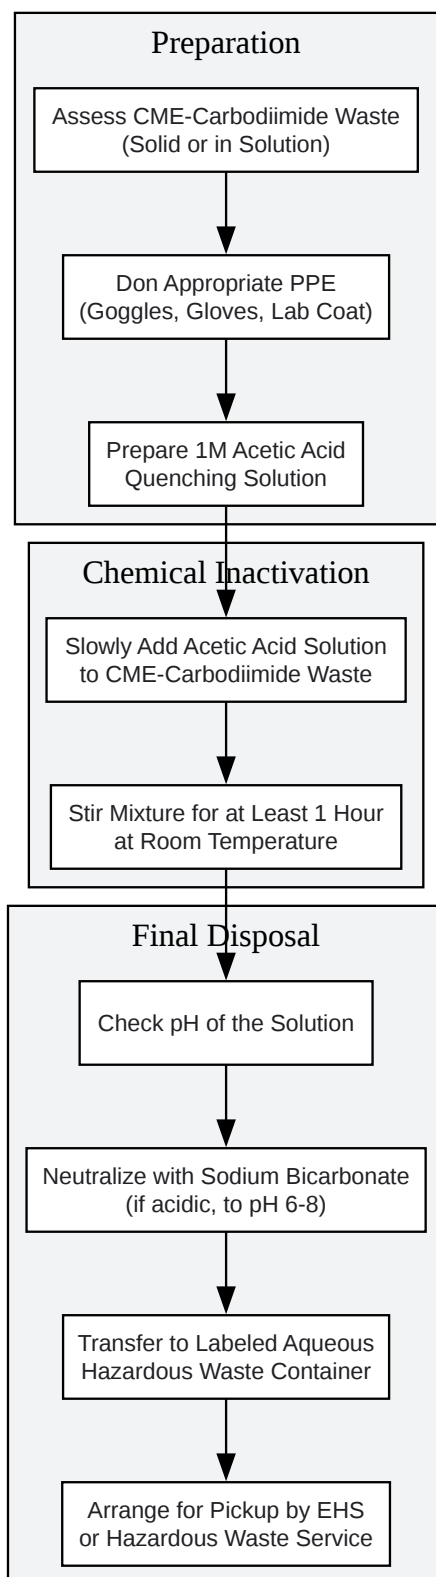 Preparation
Assess CME-Carbodiimide Waste
(Solid or in Solution)
Don Appropriate PPE
(Goggles, Gloves, Lab Coat)
Prepare 1M Acetic Acid
Quenching Solution
Chemical Inactivation
Slowly Add Acetic Acid Solution
to CME-Carbodiimide Waste
Stir Mixture for at Least 1 Hour
at Room Temperature
Final Disposal
Check pH of the Solution
Neutralize with Sodium Bicarbonate
(if acidic, to pH 6-8)
Transfer to Labeled Aqueous
Hazardous Waste Container
Arrange for Pickup by EHS
or Hazardous Waste Service